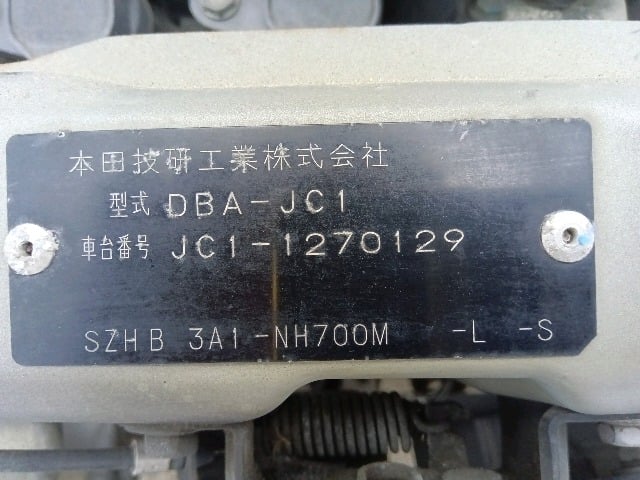 本田技研工業株式会社
型式 DBA-JC1
車台番号 JC1-1270129
SZHB 3A1-NH700M -L -S